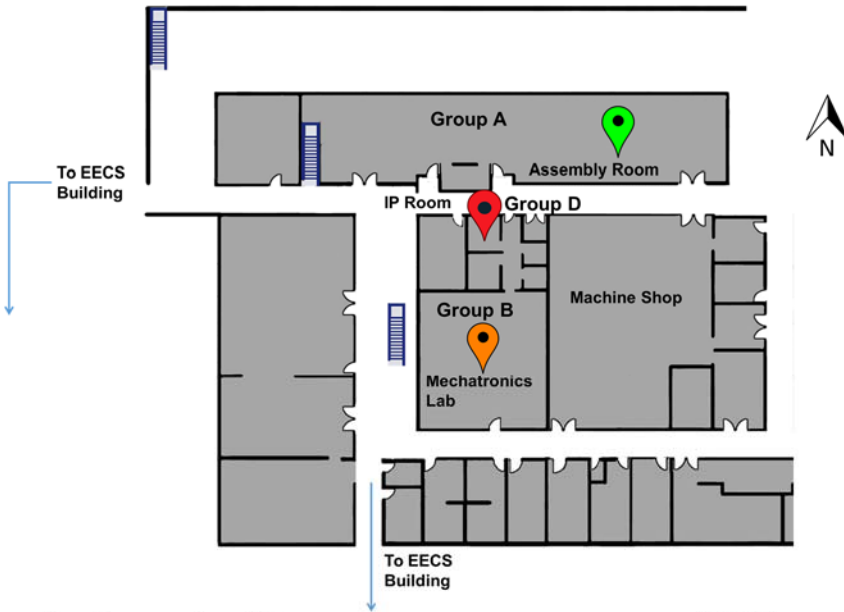 Group A
To EECS
Building
Assembly Room
N
IP Room
Group D
Machine Shop
Group B
Mechatronics
Lab
To EECS
Building